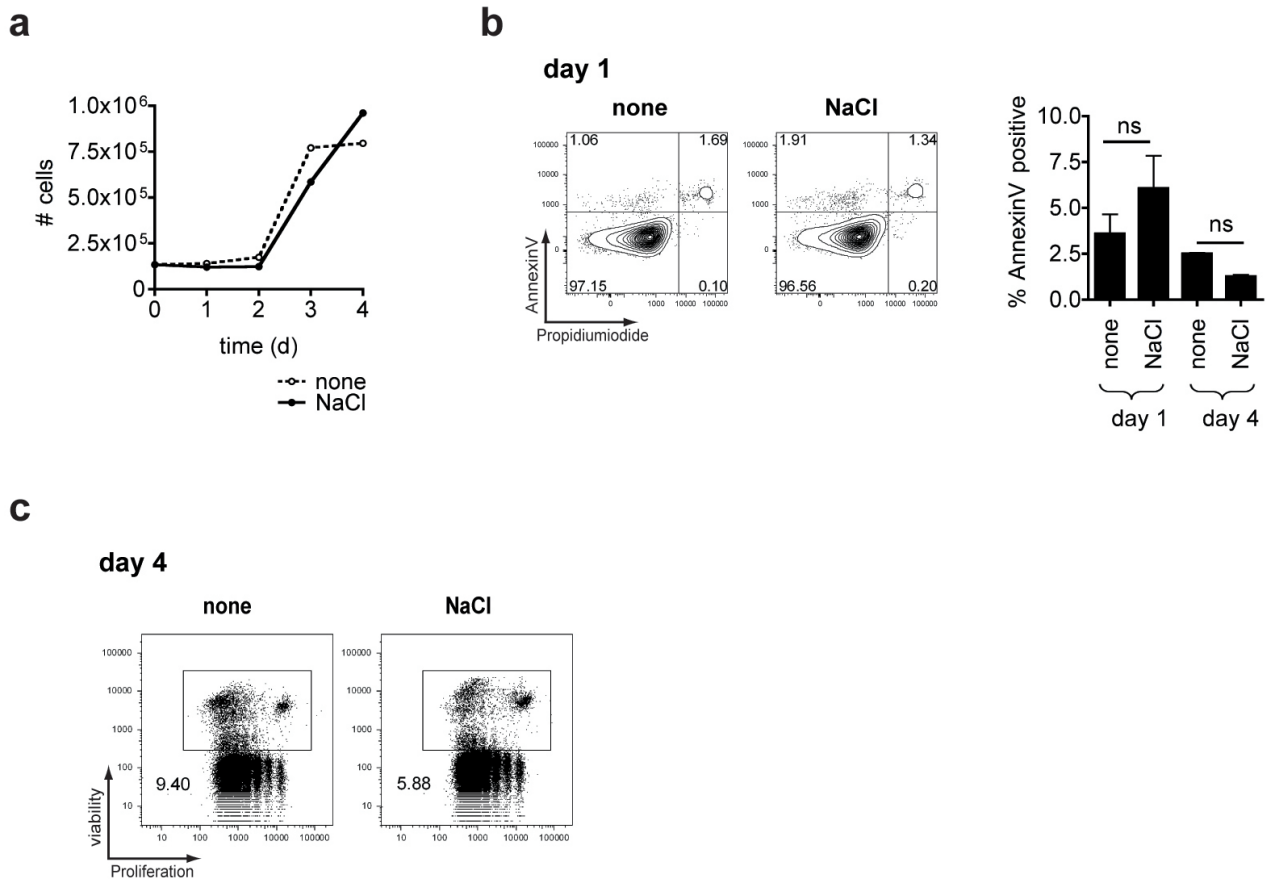 a
1.0x10⁶
7.5x10⁵
5.0x10⁵
2.5x10⁵
0
# cells
0 1 2 3 4
time (d)
none
NaCl
b
day 1
none NaCl
1.06 1.69
97.15 0.10
100000
10000
1000
0
0 1000 10000 100000
AnnexinV
Propidiumiodide
1.91 1.34
96.56 0.20
100000
10000
1000
0
0 1000 10000 100000
% AnnexinV positive
10.0
7.5
5.0
2.5
0.0
ns
ns
none NaCl none NaCl
day 1 day 4
c
day 4
none NaCl
100000
10000
1000
100
10
9.40
10 100 1000 10000 100000
viability
Proliferation
100000
10000
1000
100
10
5.88
10 100 1000 10000 100000